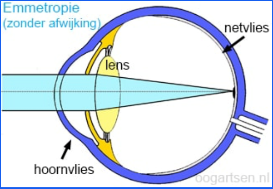 Emmetropie
(zonder afwijking)
netvlies
lens
hoornvlies
bogartsen.nl